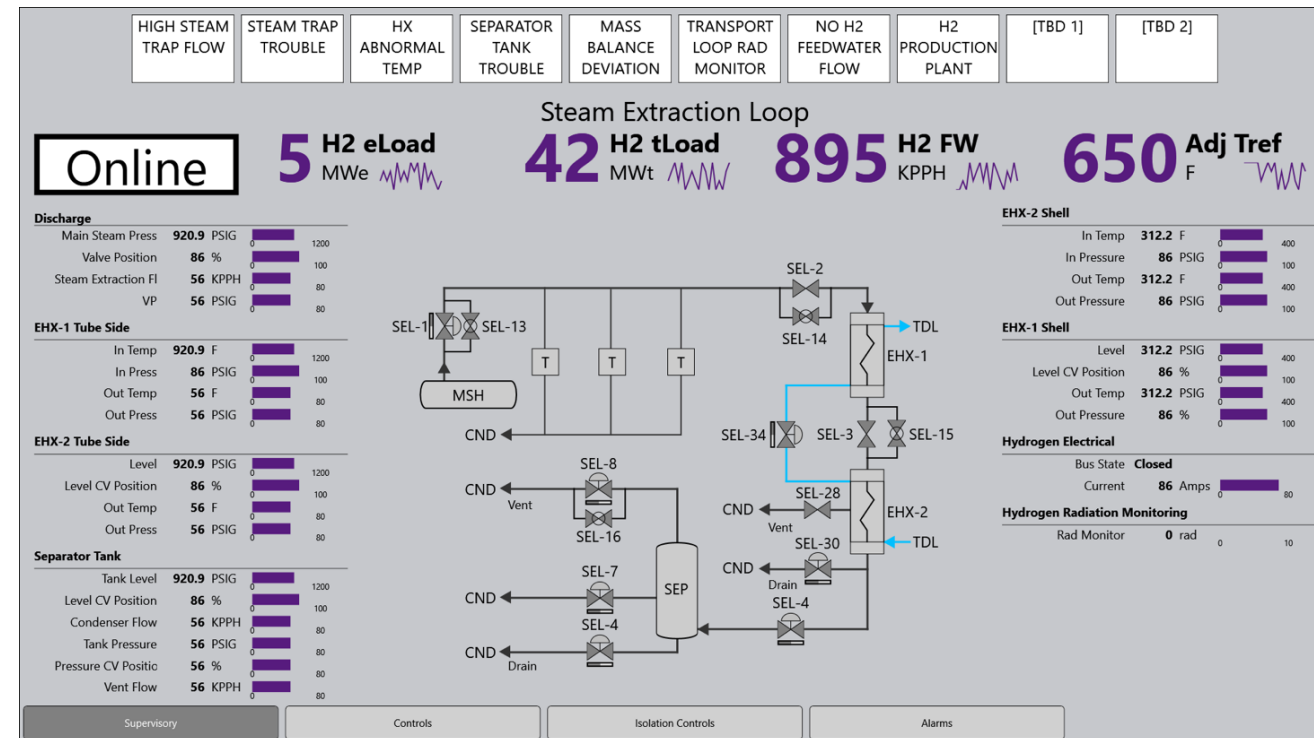 HIGH STEAM
TRAP FLOW
STEAM TRAP
TROUBLE
HX
ABNORMAL
TEMP
SEPARATOR
TANK
TROUBLE
MASS
BALANCE
DEVIATION
TRANSPORT
LOOP RAD
MONITOR
NO H2
FEEDWATER
FLOW
H2
PRODUCTION
PLANT
[TBD 1]
[TBD 2]
Steam Extraction Loop
Online
5 H2 eLoad
MWe
42 H2 tLoad
MWt
895 H2 FW
KPPH
650 Adj Tref
F
Discharge
Main Steam Press 920.9 PSIG 0 1200
Valve Position 86 % 0 100
Steam Extraction Fl 56 KPPH 0 80
VP 56 PSIG 0 80
EHX-1 Tube Side
In Temp 920.9 F 0 1200
In Press 86 PSIG 0 100
Out Temp 56 F 0 80
Out Press 56 PSIG 0 80
EHX-2 Tube Side
Level 920.9 PSIG 0 1200
Level CV Position 86 % 0 100
Out Temp 56 F 0 80
Out Press 56 PSIG 0 80
Separator Tank
Tank Level 920.9 PSIG 0 1200
Level CV Position 86 % 0 100
Condenser Flow 56 KPPH 0 80
Tank Pressure 56 PSIG 0 80
Pressure CV Positic 56 % 0 80
Vent Flow 56 KPPH 0 80
SEL-2
SEL-1
SEL-13
SEL-14
TDL
T
T
T
EHX-1
MSH
CND
SEL-34
SEL-3
SEL-15
SEL-8
CND
Vent
SEL-16
SEL-28
CND
Vent
EHX-2
SEL-30
TDL
CND
Drain
SEL-7
CND
SEP
SEL-4
SEL-4
CND
Drain
EHX-2 Shell
In Temp 312.2 F 0 400
In Pressure 86 PSIG 0 100
Out Temp 312.2 F 0 400
Out Pressure 86 PSIG 0 100
EHX-1 Shell
Level 312.2 PSIG 0 400
Level CV Position 86 % 0 100
Out Temp 312.2 PSIG 0 400
Out Pressure 86 % 0 100
Hydrogen Electrical
Bus State Closed
Current 86 Amps 0 80
Hydrogen Radiation Monitoring
Rad Monitor 0 rad 0 10
Supervisory
Controls
Isolation Controls
Alarms